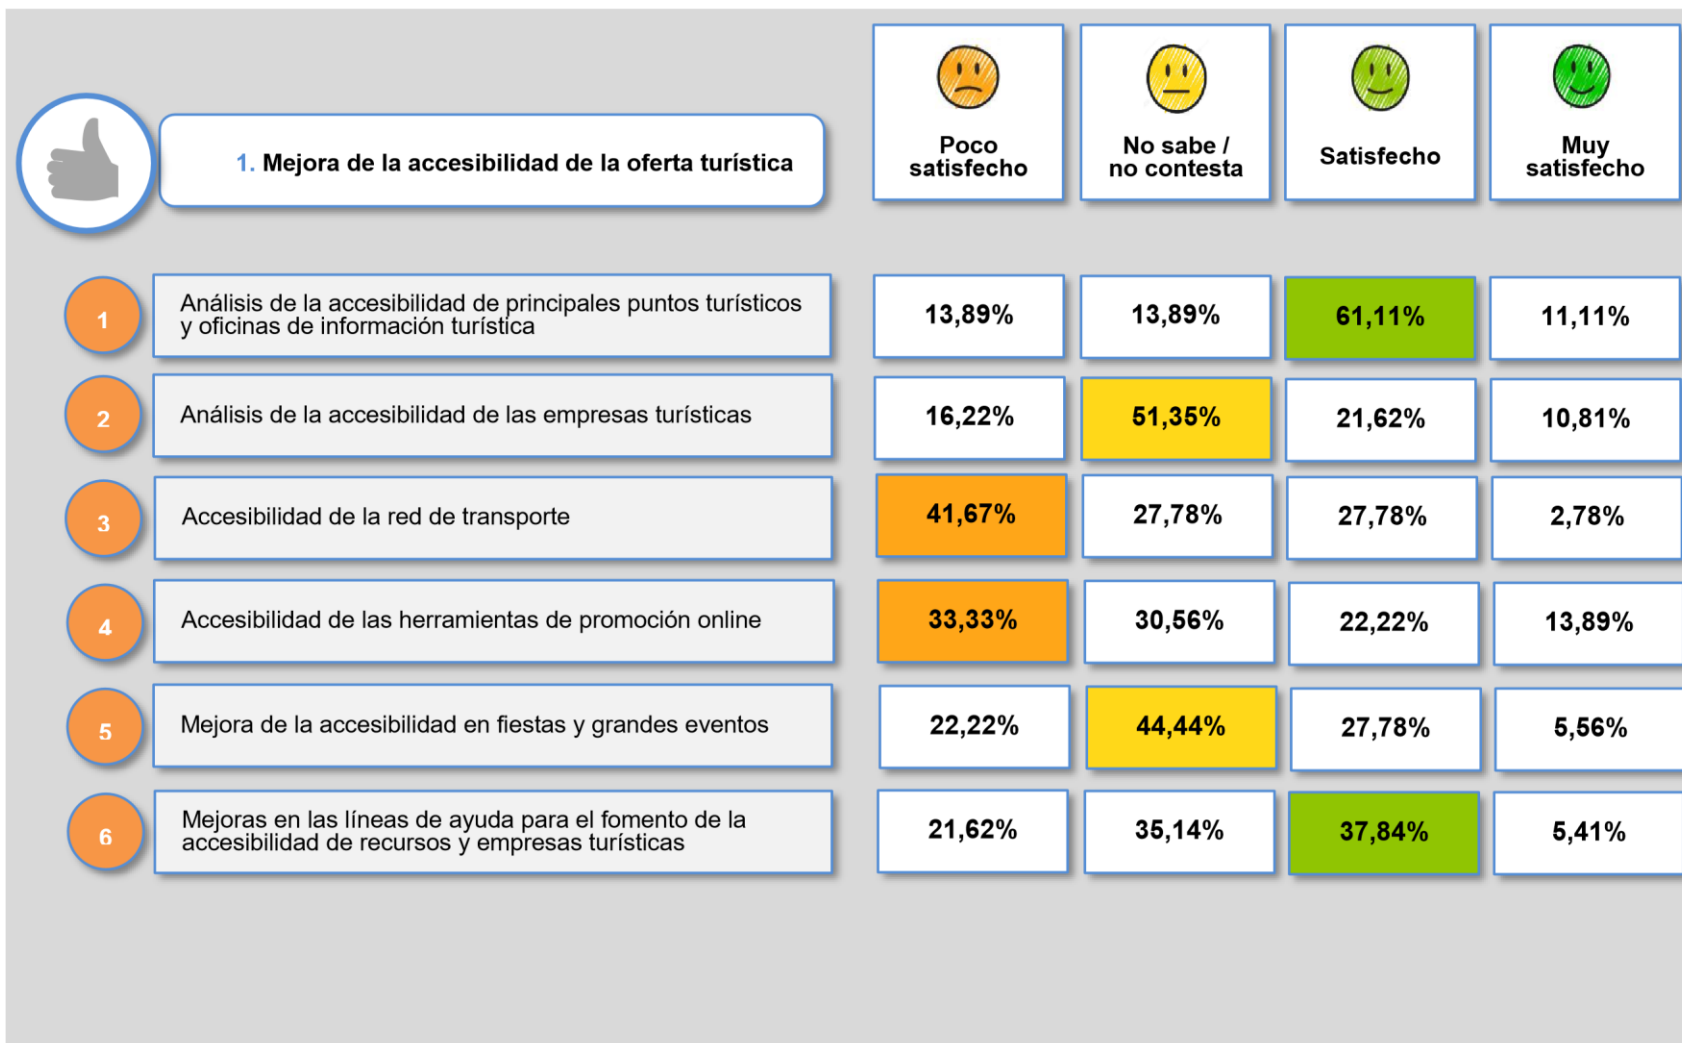 1. Mejora de la accesibilidad de la oferta turística
Poco
satisfecho
No sabe /
no contesta
Satisfecho
Muy
satisfecho
1
Análisis de la accesibilidad de principales puntos turísticos
y oficinas de información turística
13,89% 13,89% 61,11% 11,11%
2
Análisis de la accesibilidad de las empresas turísticas
16,22% 51,35% 21,62% 10,81%
3
Accesibilidad de la red de transporte
41,67% 27,78% 27,78% 2,78%
4
Accesibilidad de las herramientas de promoción online
33,33% 30,56% 22,22% 13,89%
5
Mejora de la accesibilidad en fiestas y grandes eventos
22,22% 44,44% 27,78% 5,56%
6
Mejoras en las líneas de ayuda para el fomento de la
accesibilidad de recursos y empresas turísticas
21,62% 35,14% 37,84% 5,41%